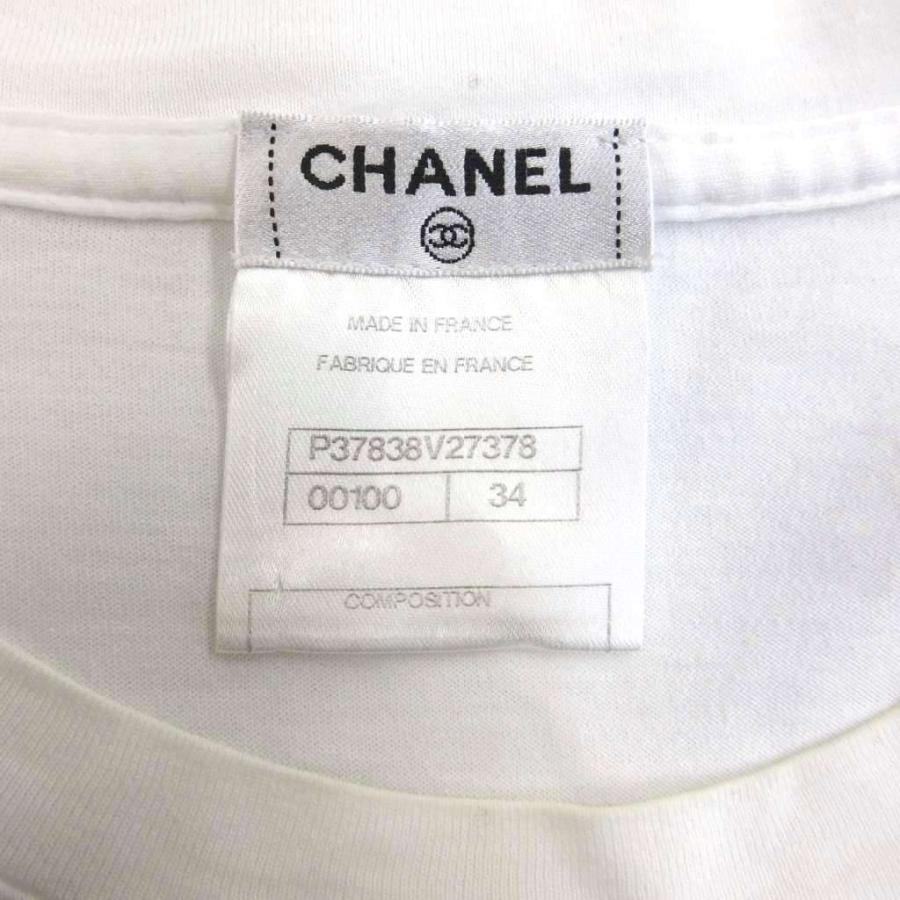 CHANEL
MADE IN FRANCE
FABRIQUE EN FRANCE
P37838V27378
00100 34
COMPOSITION